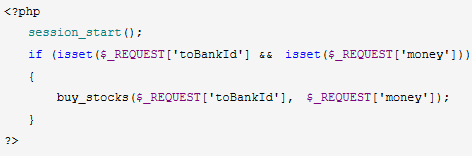 <?php
session_start();
if (isset($_REQUEST['toBankId'] && isset($_REQUEST['money']))
{
buy_stocks($_REQUEST['toBankId'], $_REQUEST['money']);
}
?>